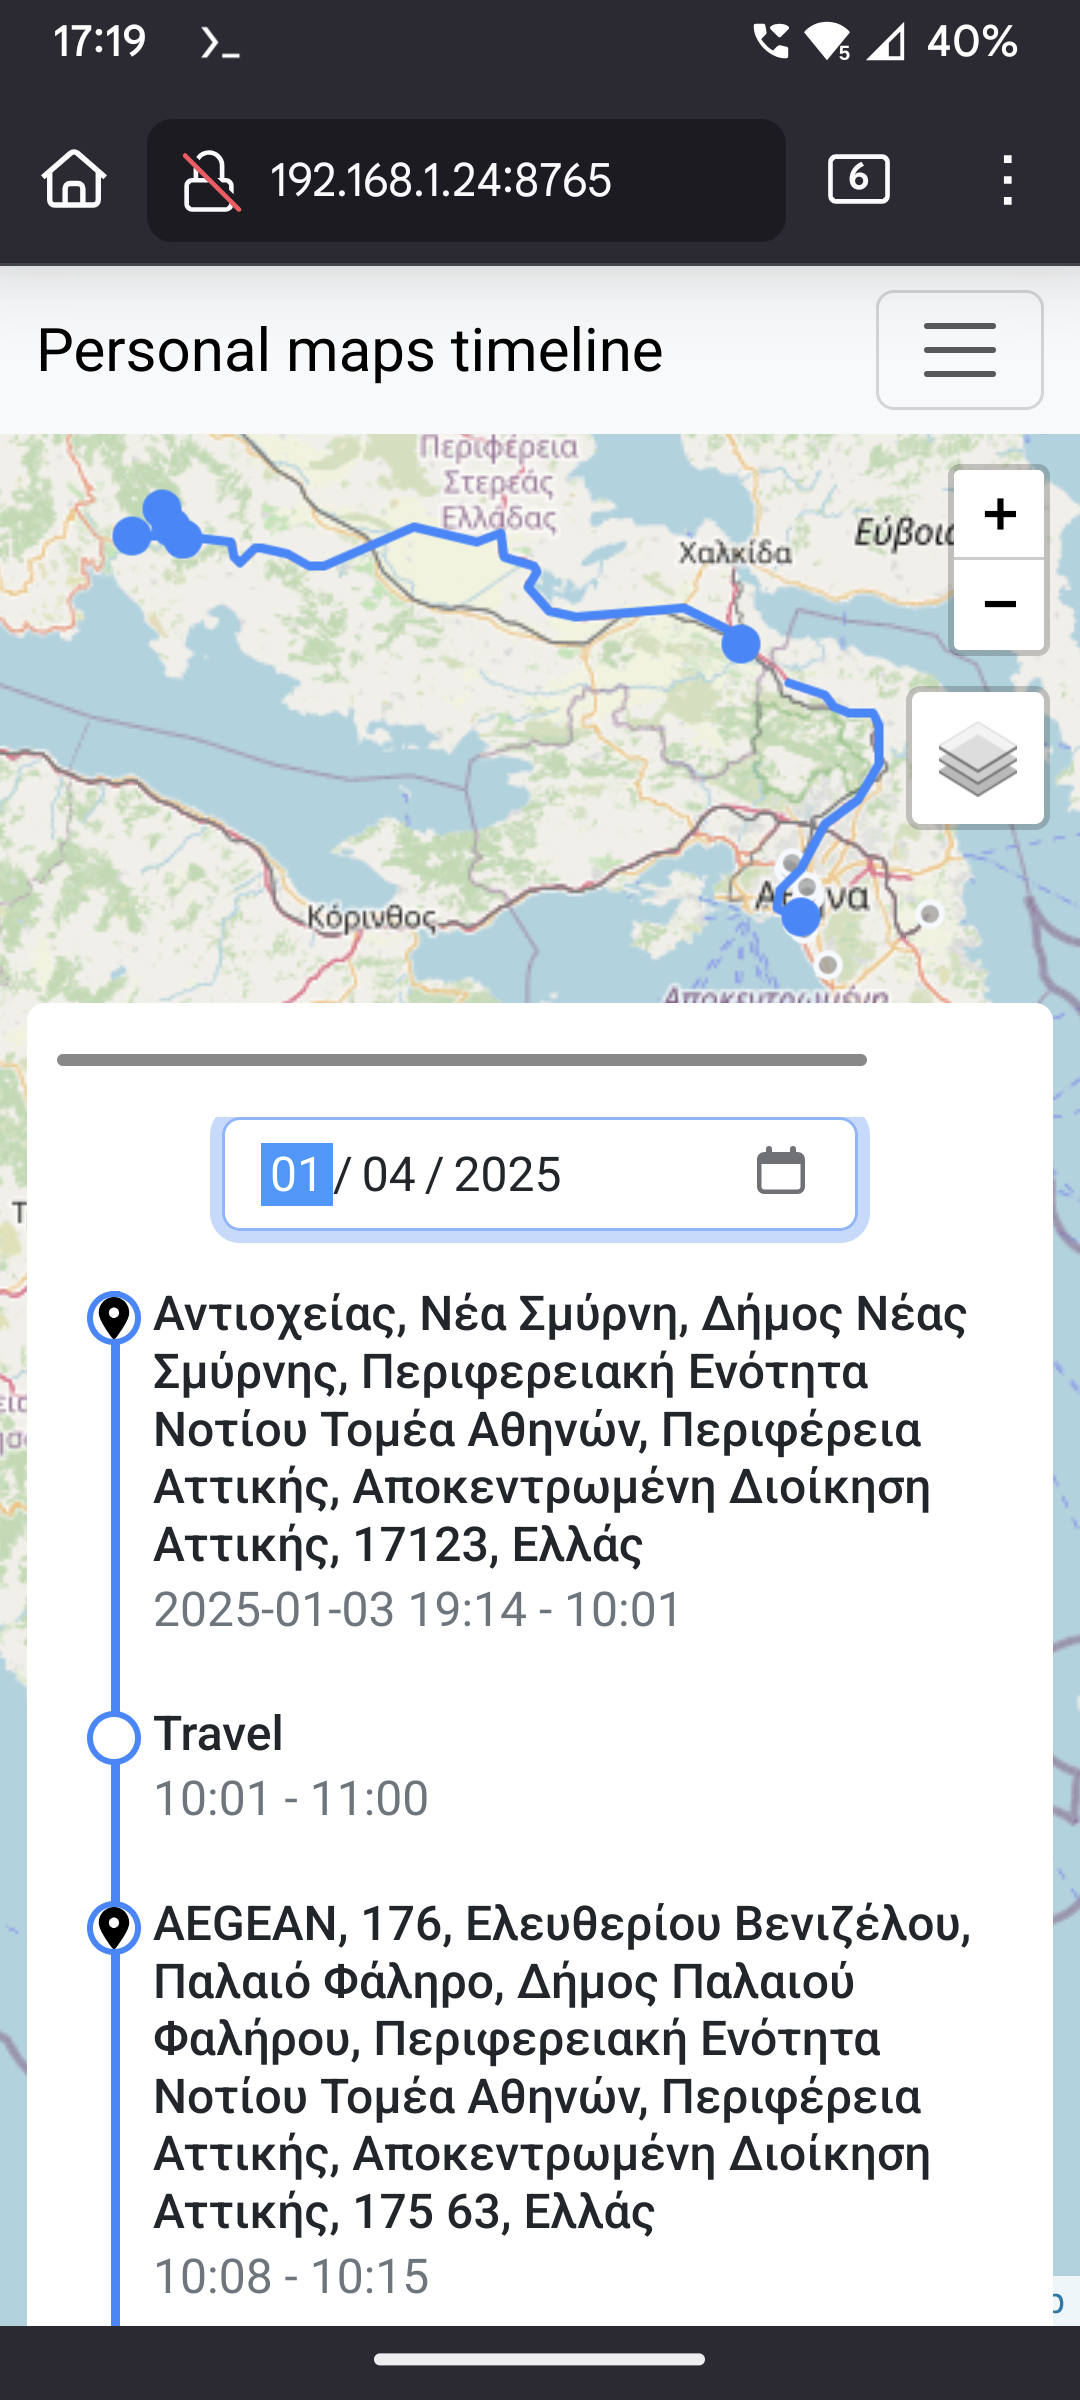 17:19
5
40%
192.168.1.24:8765
6
Personal maps timeline
Περιφέρεια
Στερεάς
Ελλάδας
Χαλκίδα
Εύβοια
+
−
Κόρινθος
01 / 04 / 2025
Αντιοχείας, Νέα Σμύρνη, Δήμος Νέας
Σμύρνης, Περιφερειακή Ενότητα
Νοτίου Τομέα Αθηνών, Περιφέρεια
Αττικής, Αποκεντρωμένη Διοίκηση
Αττικής, 17123, Ελλάς
2025-01-03 19:14 - 10:01
Travel
10:01 - 11:00
AEGEAN, 176, Ελευθερίου Βενιζέλου,
Παλαιό Φάληρο, Δήμος Παλαιού
Φαλήρου, Περιφερειακή Ενότητα
Νοτίου Τομέα Αθηνών, Περιφέρεια
Αττικής, Αποκεντρωμένη Διοίκηση
Αττικής, 175 63, Ελλάς
10:08 - 10:15